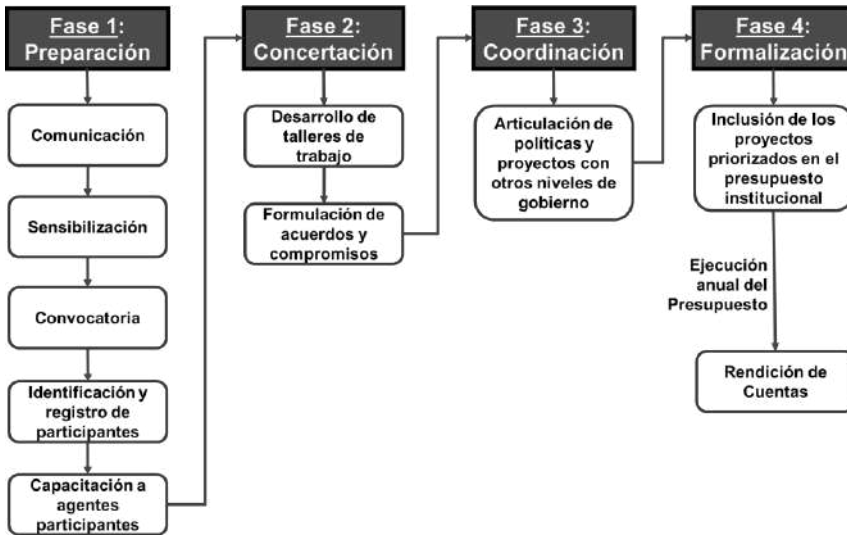 Fase 1:
Preparación
Comunicación
Sensibilización
Convocatoria
Identificación y
registro de
participantes
Capacitación a
agentes
participantes
Fase 2:
Concertación
Desarrollo de
talleres de
trabajo
Formulación de
acuerdos y
compromisos
Fase 3:
Coordinación
Articulación de
políticas y
proyectos con
otros niveles de
gobierno
Fase 4:
Formalización
Inclusión de los
proyectos
priorizados en el
presupuesto
institucional
Ejecución
anual del
Presupuesto
Rendición de
Cuentas